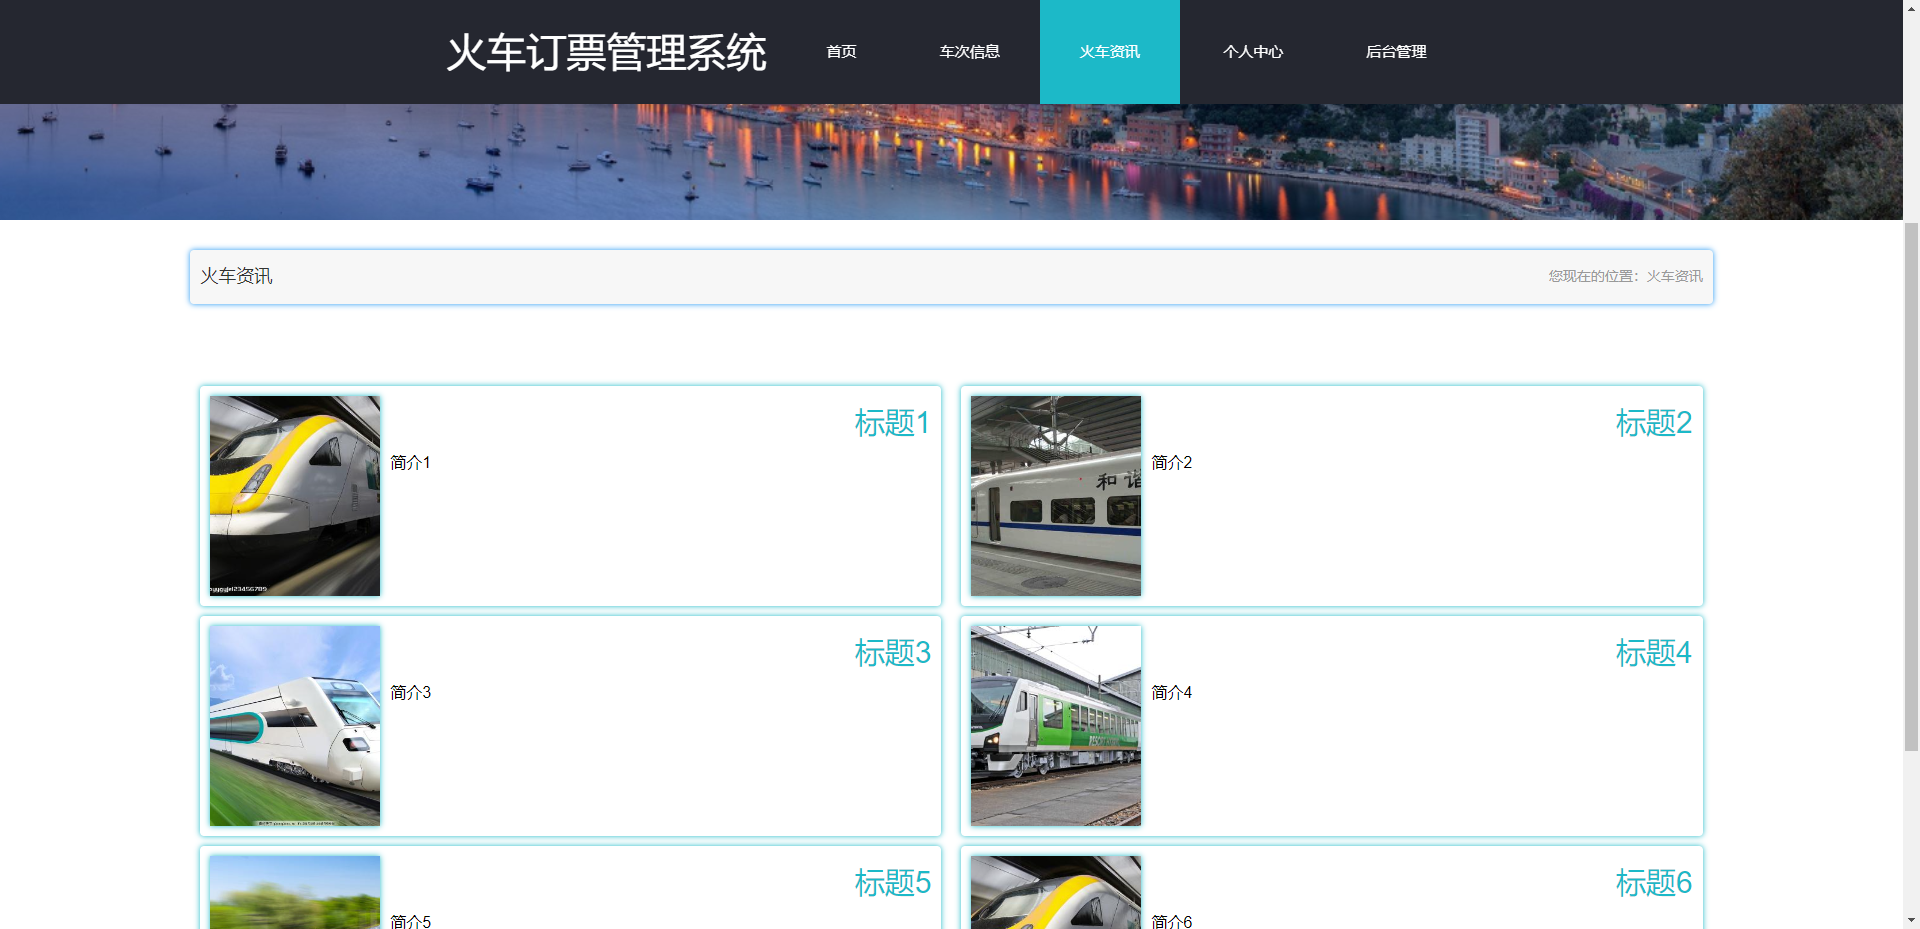 火车订票管理系统
首页
车次信息
火车资讯
个人中心
后台管理
火车资讯
您现在的位置：火车资讯
标题1
简介1
标题2
简介2
和谐
标题3
简介3
标题4
简介4
标题5
简介5
标题6
简介6